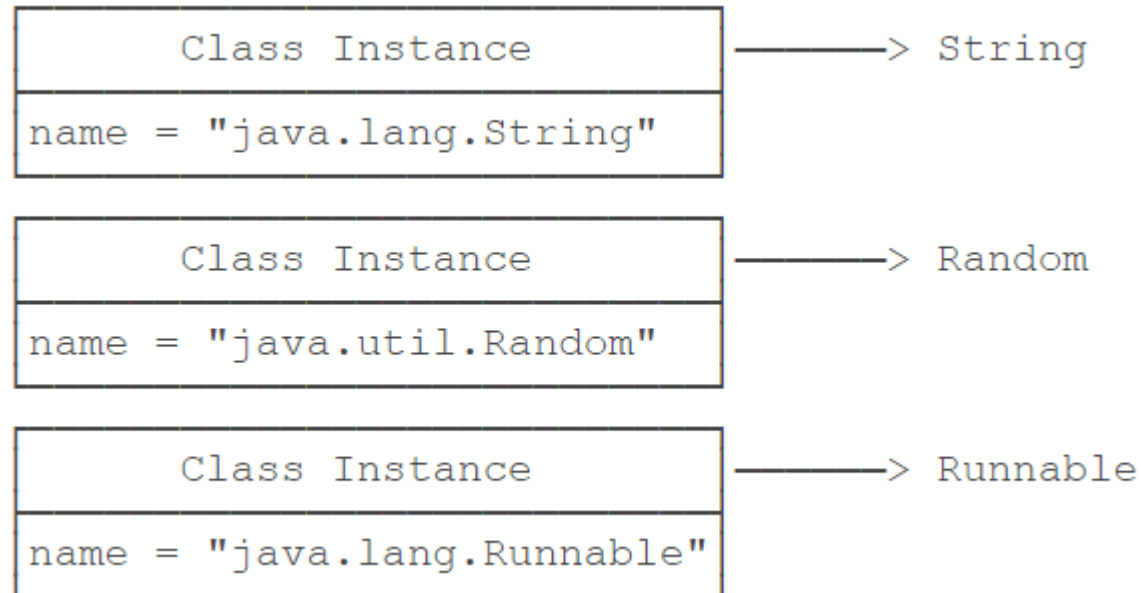 Class Instance > String
name = "java.lang.String"
Class Instance > Random
name = "java.util.Random"
Class Instance > Runnable
name = "java.lang.Runnable"